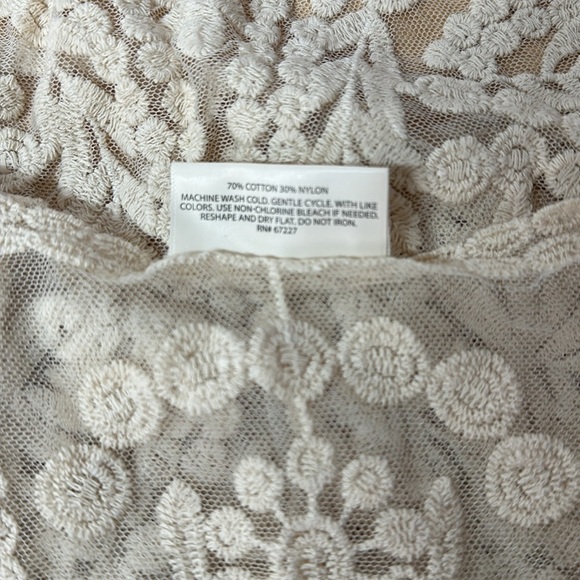 70% COTTON 30% NYLON
MACHINE WASH COLD, GENTLE CYCLE, WITH LIKE
COLORS. USE NON-CHLORINE BLEACH IF NEEDED,
RESHAPE AND DRY FLAT. DO NOT IRON.
RN# 67227